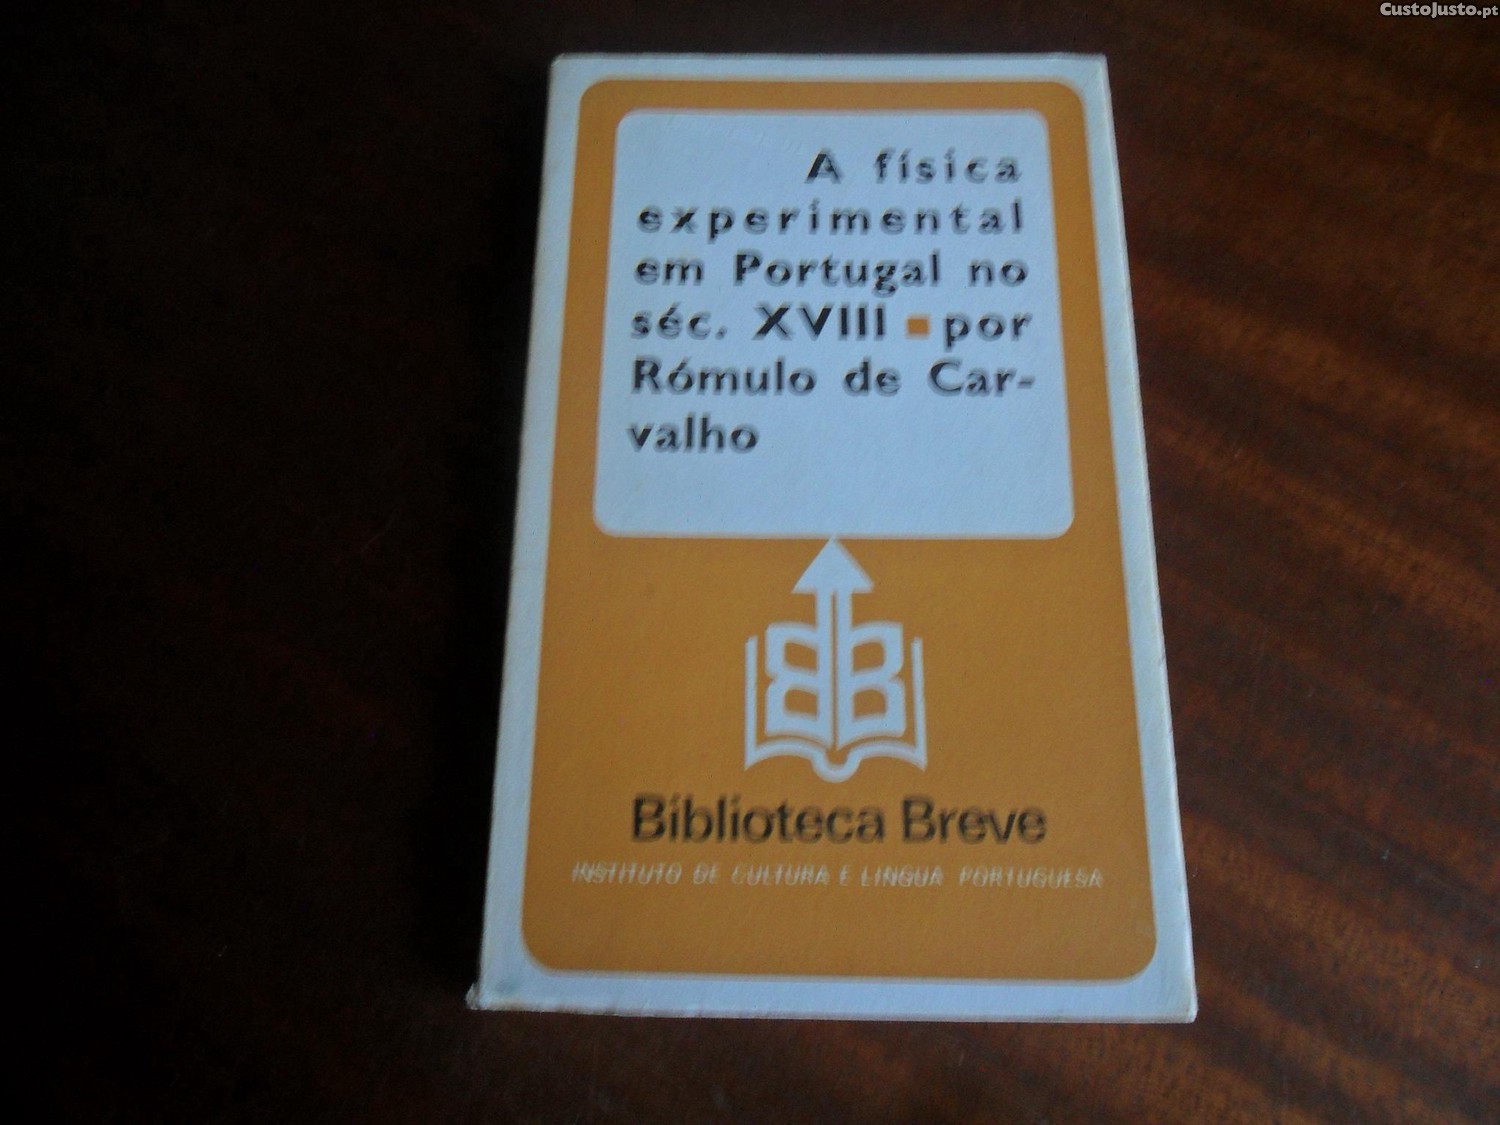 CustoJusto.pt
A física
experimental
em Portugal no
séc. XVIII ■ por
Rómulo de Car-
valho
BB
Biblioteca Breve
INSTITUTO DE CULTURA E LÍNGUA PORTUGUESA